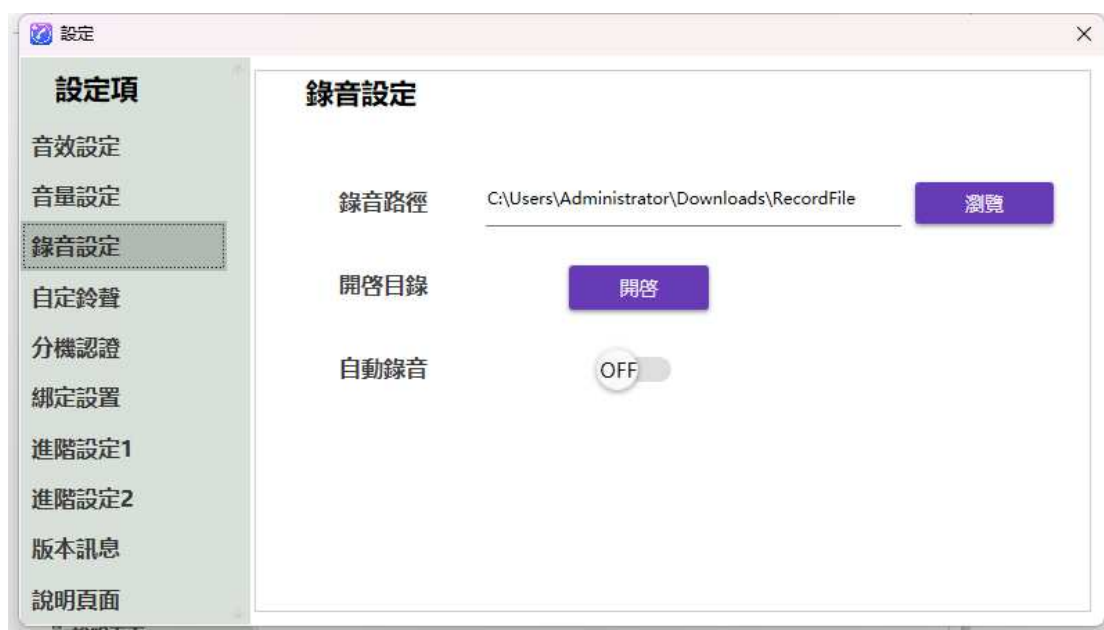 設定
設定項
音效設定
音量設定
錄音設定
自定鈴聲
分機認證
綁定設置
進階設定1
進階設定2
版本訊息
說明頁面
錄音設定
錄音路徑 C:\Users\Administrator\Downloads\RecordFile 瀏覽
開啓目錄 開啓
自動錄音 OFF